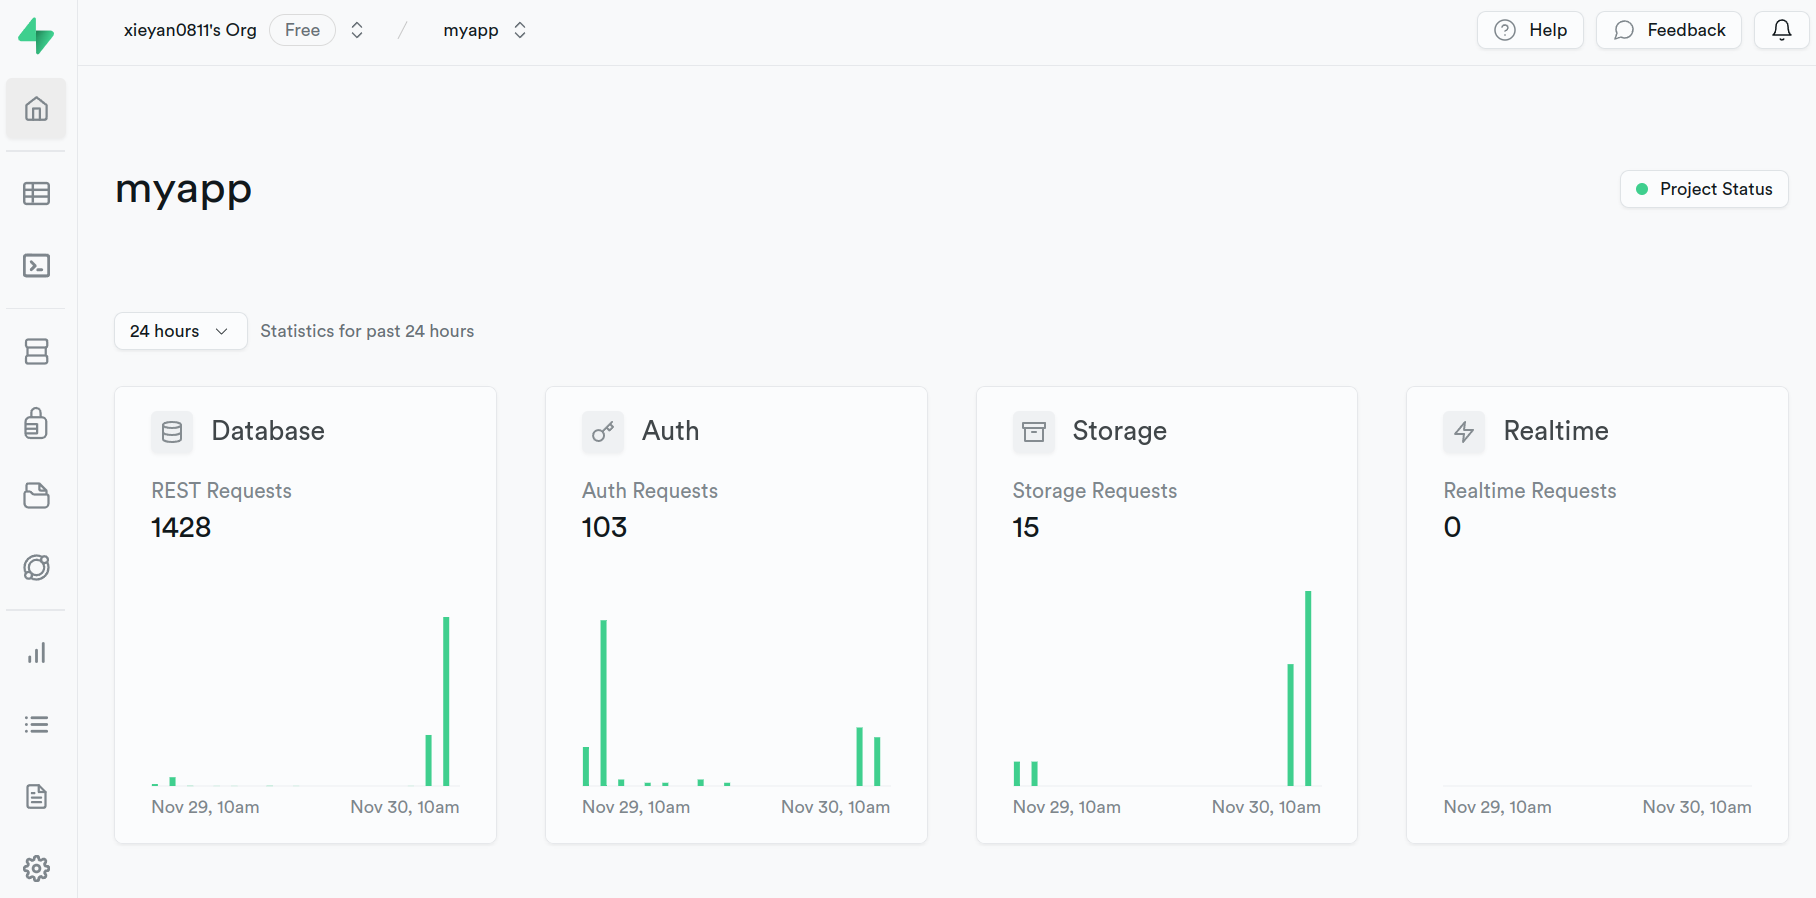 xieyan0811's Org Free / myapp Help Feedback
myapp
Project Status
24 hours Statistics for past 24 hours
Database
REST Requests
1428
Nov 29, 10am Nov 30, 10am
Auth
Auth Requests
103
Nov 29, 10am Nov 30, 10am
Storage
Storage Requests
15
Nov 29, 10am Nov 30, 10am
Realtime
Realtime Requests
0
Nov 29, 10am Nov 30, 10am